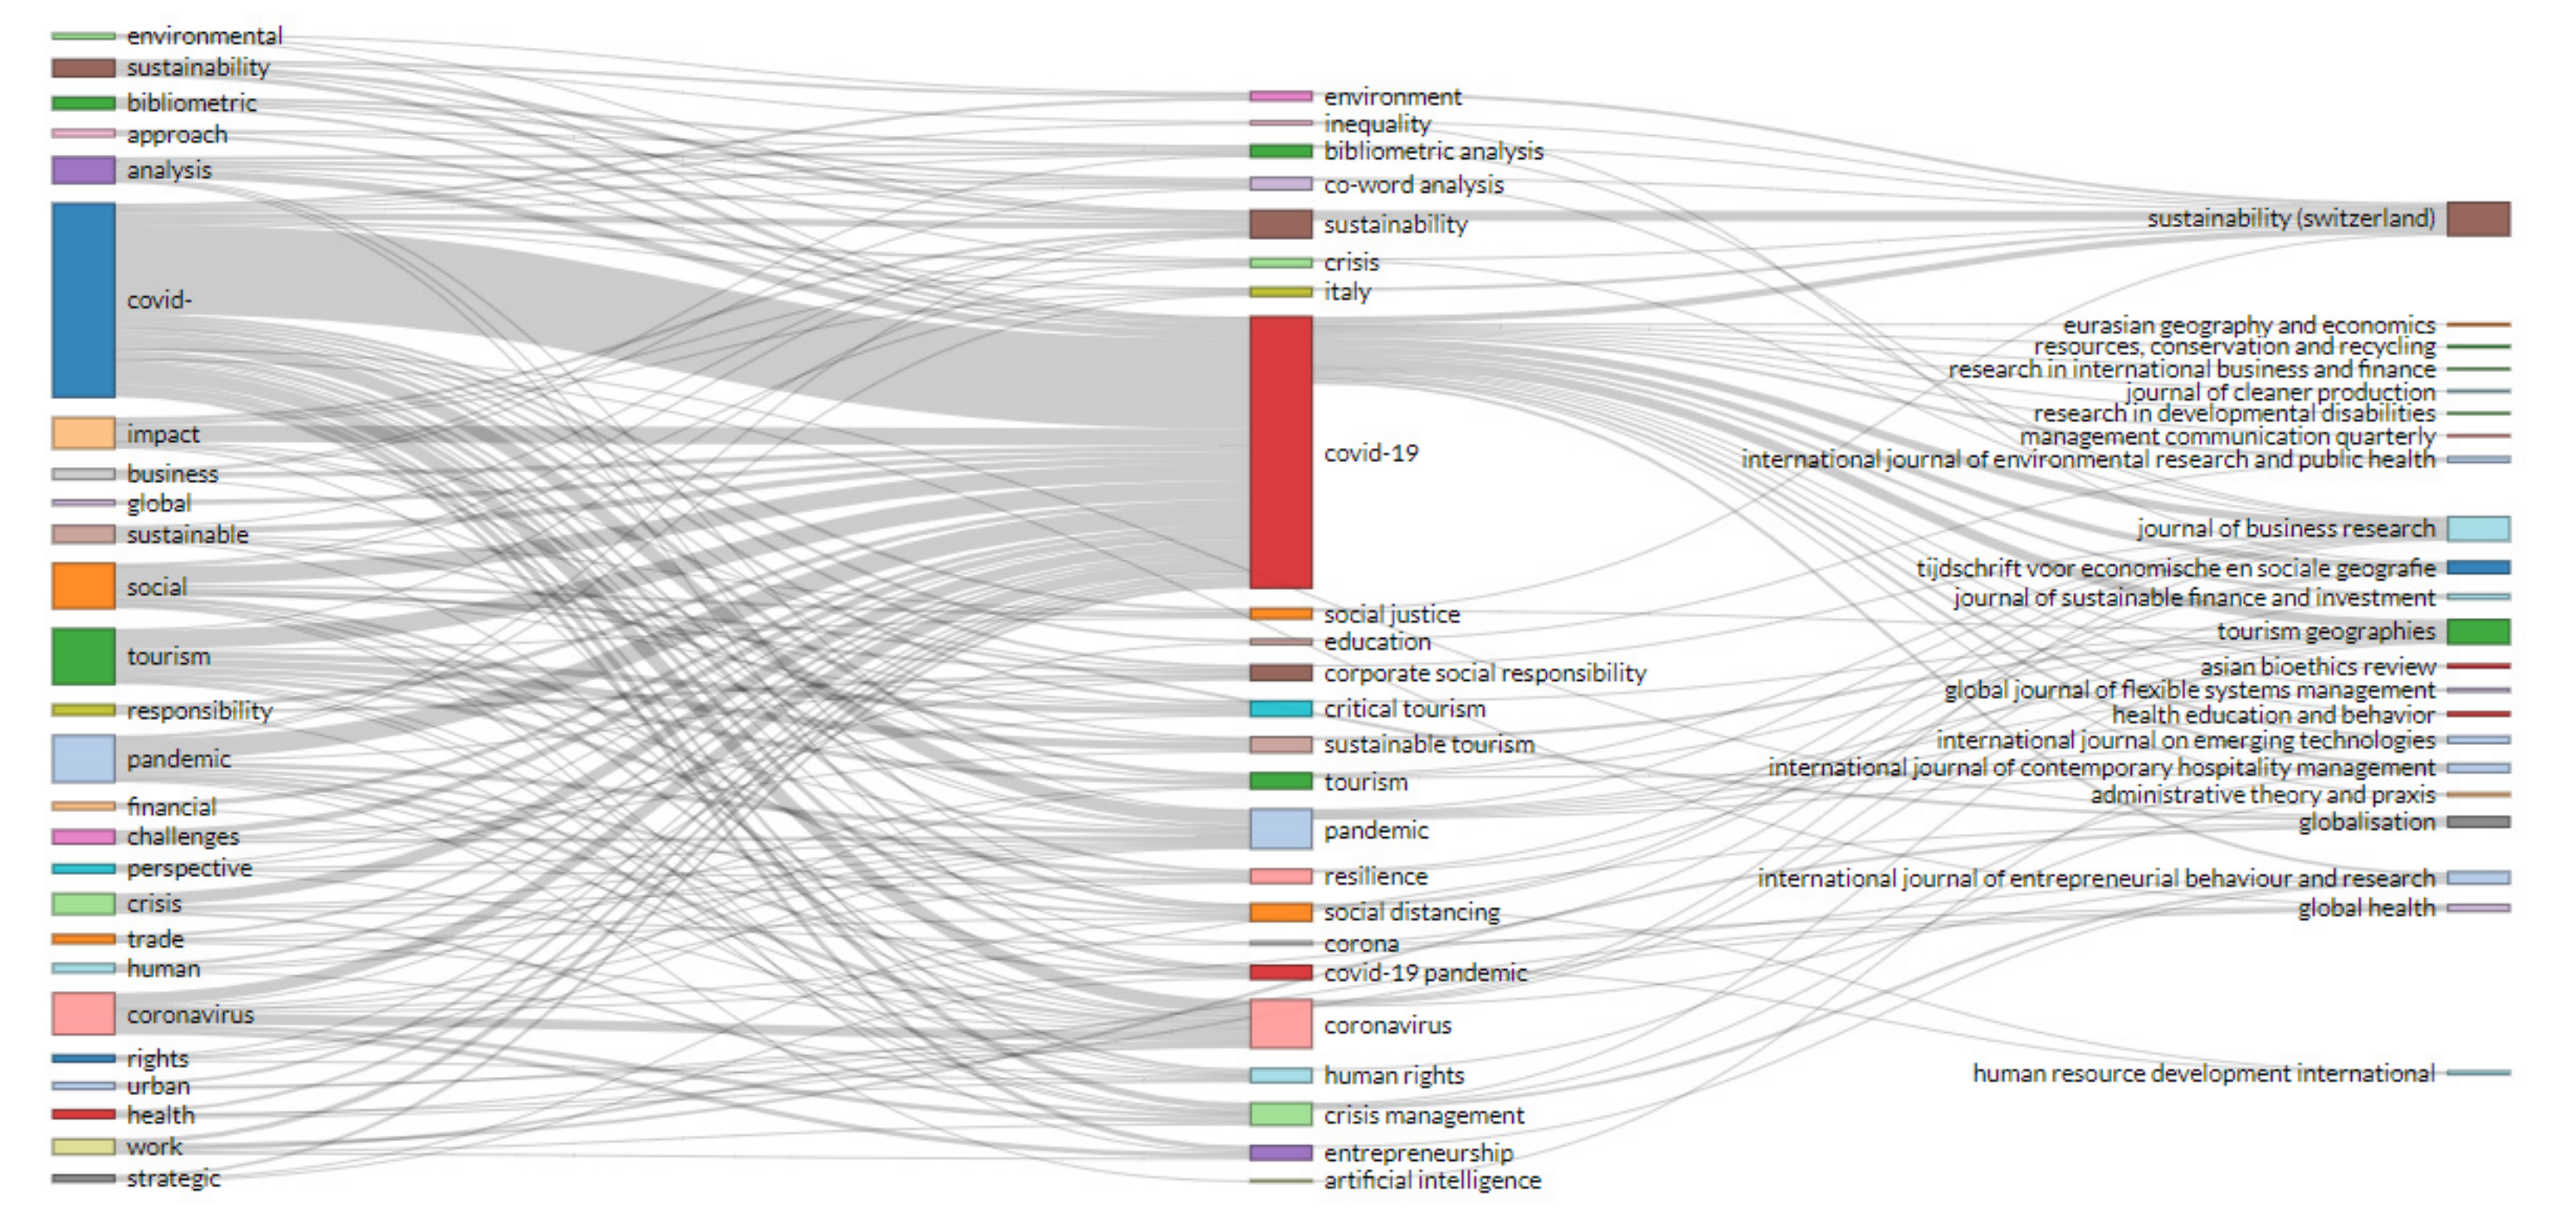 environmental
sustainability
bibliometric
approach
analysis
covid-
impact
business
global
sustainable
social
tourism
responsibility
pandemic
financial
challenges
perspective
crisis
trade
human
coronavirus
rights
urban
health
work
strategic
environment
inequality
bibliometric analysis
co-word analysis
sustainability
crisis
italy
covid-19
social justice
education
corporate social responsibility
critical tourism
sustainable tourism
tourism
pandemic
resilience
social distancing
corona
covid-19 pandemic
coronavirus
human rights
crisis management
entrepreneurship
artificial intelligence
sustainability (switzerland)
eurasian geography and economics
resources, conservation and recycling
research in international business and finance
journal of cleaner production
research in developmental disabilities
management communication quarterly
international journal of environmental research and public health
journal of business research
tijdschrift voor economische en sociale geografie
journal of sustainable finance and investment
tourism geographies
asian bioethics review
global journal of flexible systems management
health education and behavior
international journal on emerging technologies
international journal of contemporary hospitality management
administrative theory and praxis
globalisation
international journal of entrepreneurial behaviour and research
global health
human resource development international